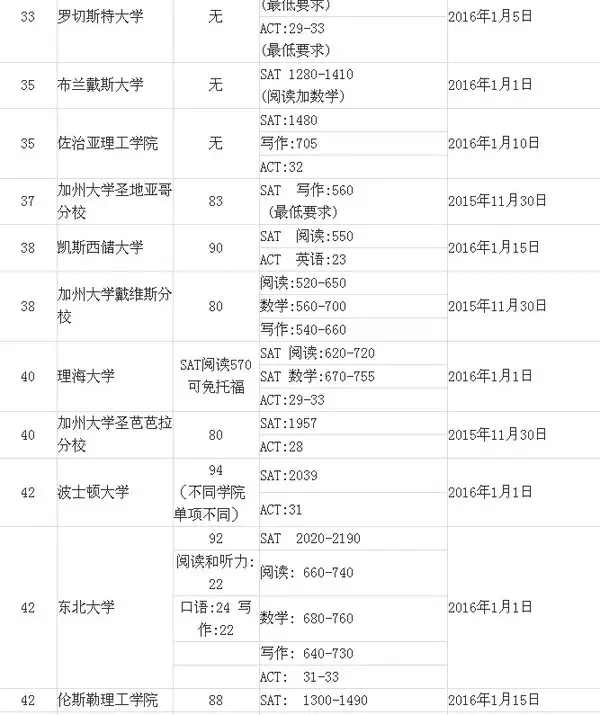 (最低要求)
33 罗切斯特大学 无 ACT:29-33 2016年1月5日
(最低要求)
35 布兰戴斯大学 无 SAT 1280-1410 2016年1月1日
(阅读加数学)
SAT:1480
35 佐治亚理工学院 无 写作:705 2016年1月10日
ACT:32
37 加州大学圣地亚哥分校 83 SAT 写作:560 2015年11月30日
(最低要求)
38 凯斯西储大学 90 SAT 阅读:550 2016年1月15日
ACT 英语:23
阅读:520-650
38 加州大学戴维斯分校 80 数学:560-700 2015年11月30日
写作:540-660
SAT 阅读:620-720
40 理海大学 SAT阅读570可免托福 SAT 数学:670-755 2016年1月1日
ACT:29-33
40 加州大学圣芭芭拉分校 80 SAT:1957 2015年11月30日
ACT:28
42 波士顿大学 94 SAT:2039 2016年1月1日
(不同学院单项不同) ACT:31
92 SAT 2020-2190
阅读和听力:22 阅读: 660-740
42 东北大学 口语:24 写作:22 数学: 680-760 2016年1月1日
写作: 640-730
ACT: 31-33
42 伦斯勒理工学院 88 SAT: 1300-1490 2016年1月15日